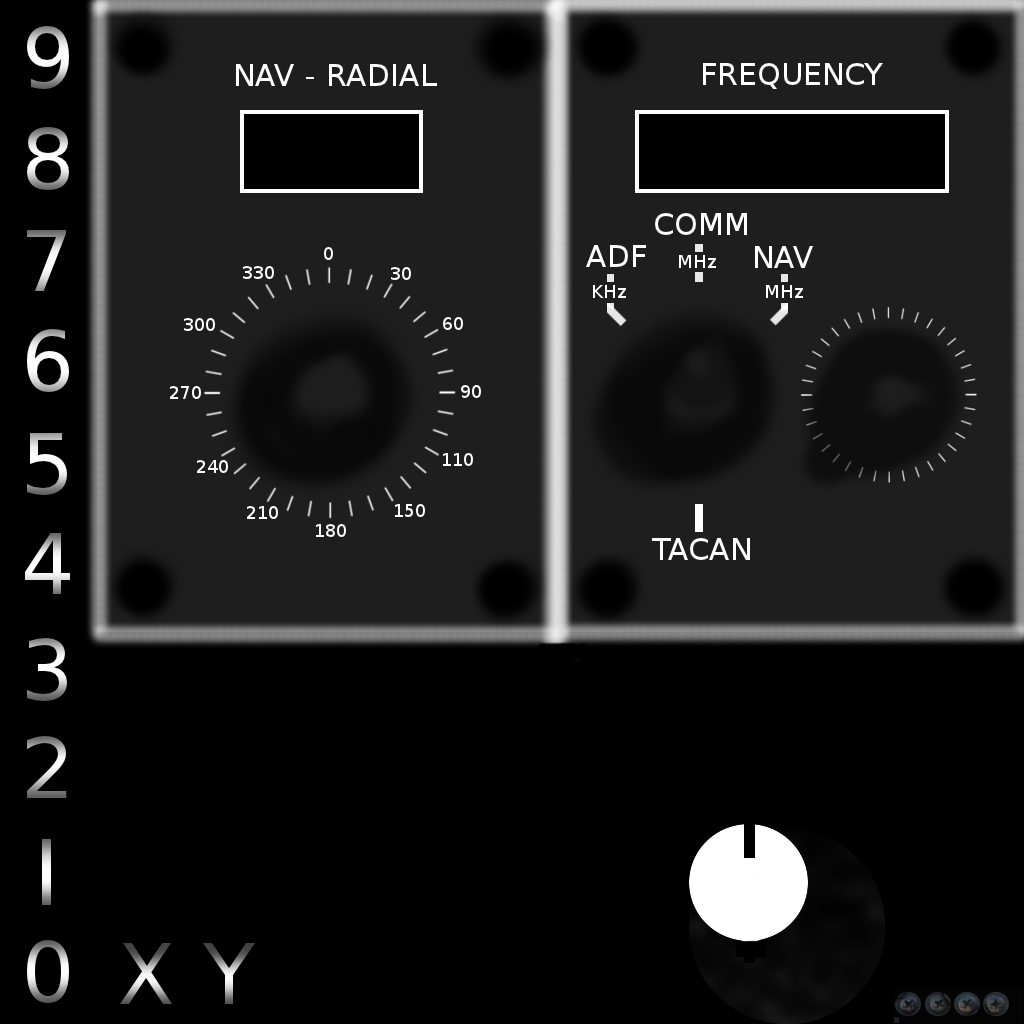 9
8
7
6
5
4
3
2
1
0 X Y
NAV - RADIAL
0
30
60
90
110
150
180
210
240
270
300
330
FREQUENCY
COMM
MHz
ADF
KHz
NAV
MHz
TACAN